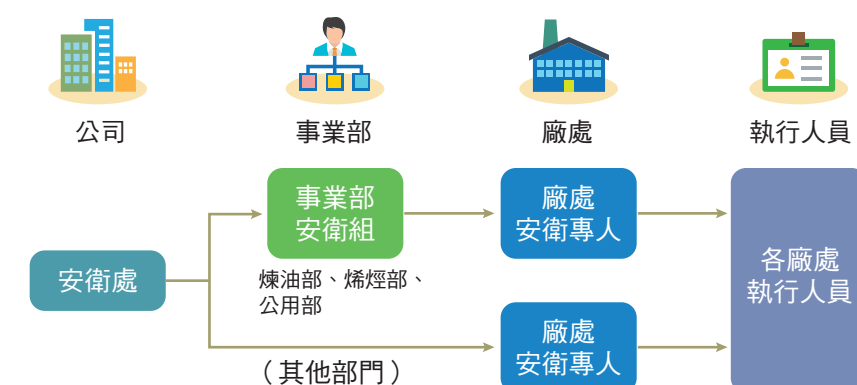 公司
事業部
廠處
執行人員
事業部
安衛組
廠處
安衛專人
安衛處
煉油部、烯烴部、
公用部
各廠處
執行人員
廠處
安衛專人
（其他部門）